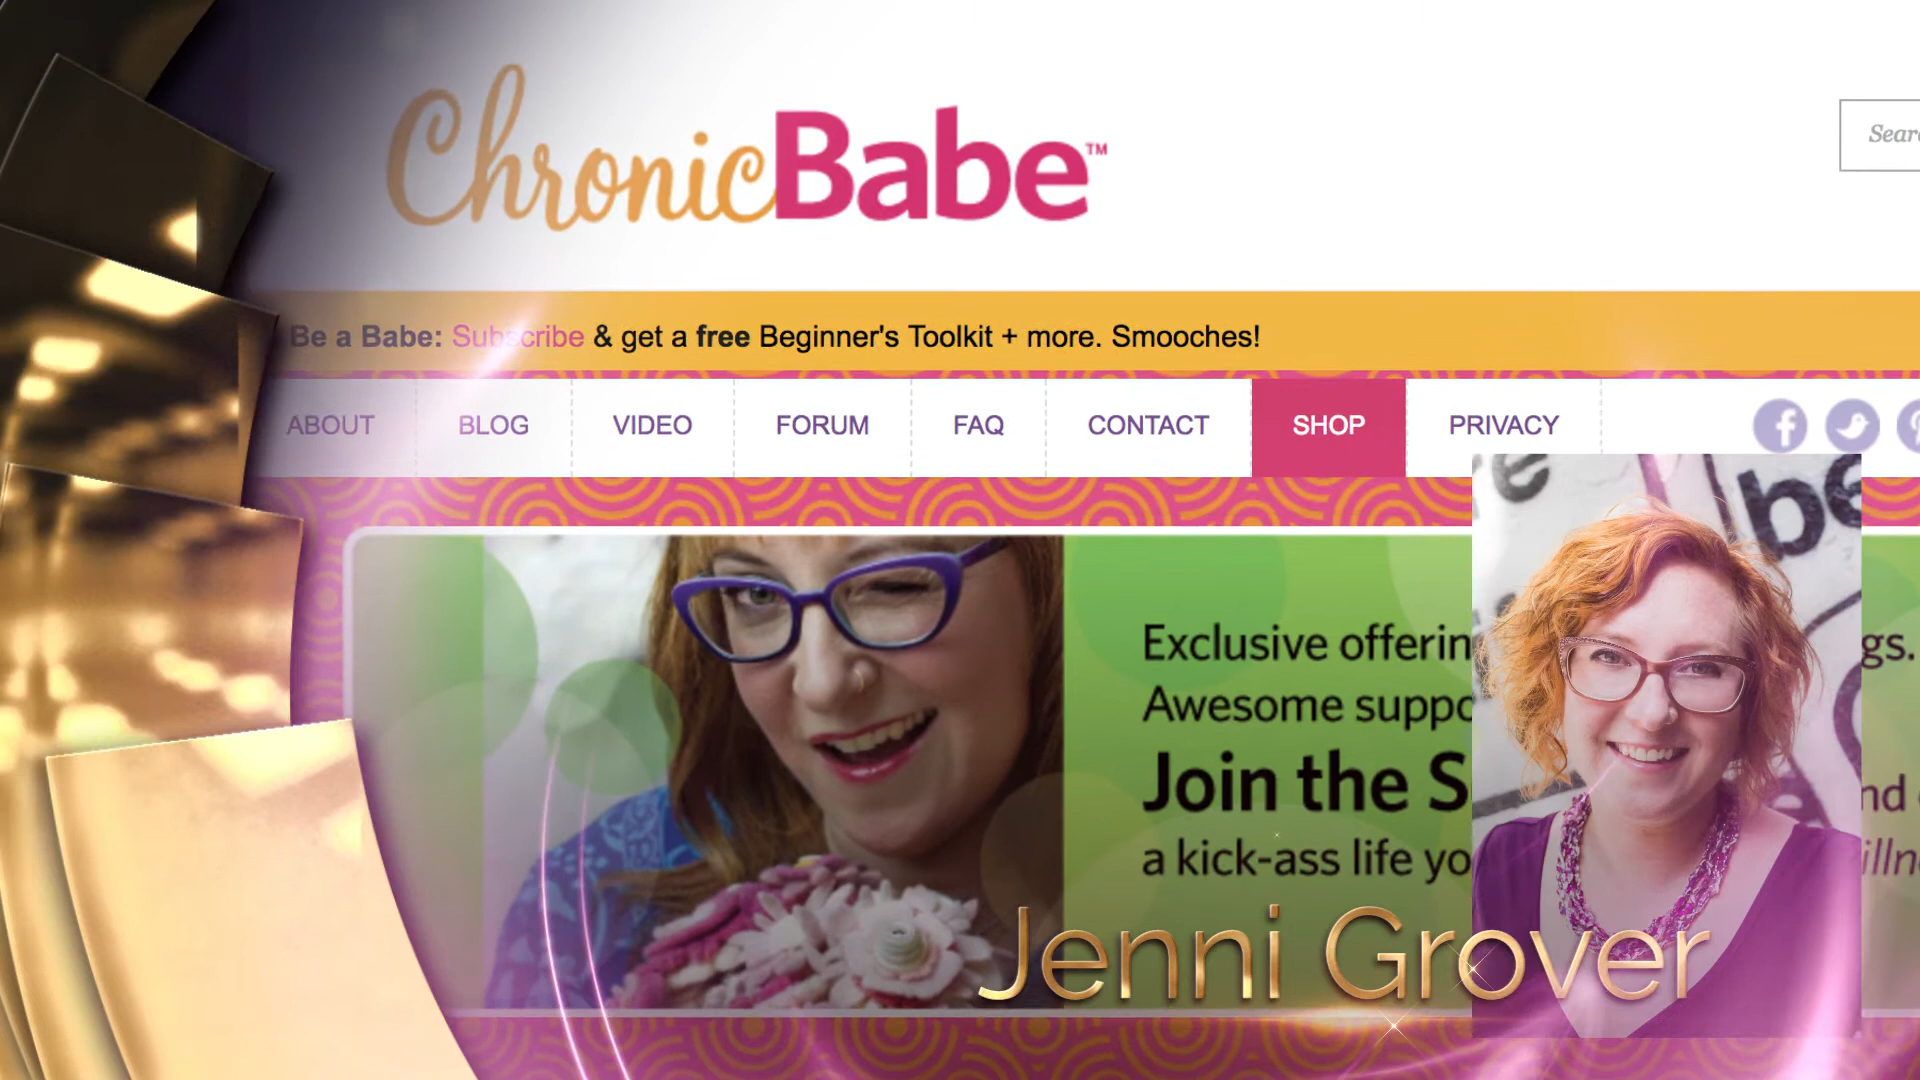 ChronicBabe™
Sear
Be a Babe: Subscribe & get a free Beginner's Toolkit + more. Smooches!
ABOUT BLOG VIDEO FORUM FAQ CONTACT SHOP PRIVACY
be
Exclusive offerin gs.
Awesome suppo
Join the S nd
a kick-ass life yo illn
Jenni Grover